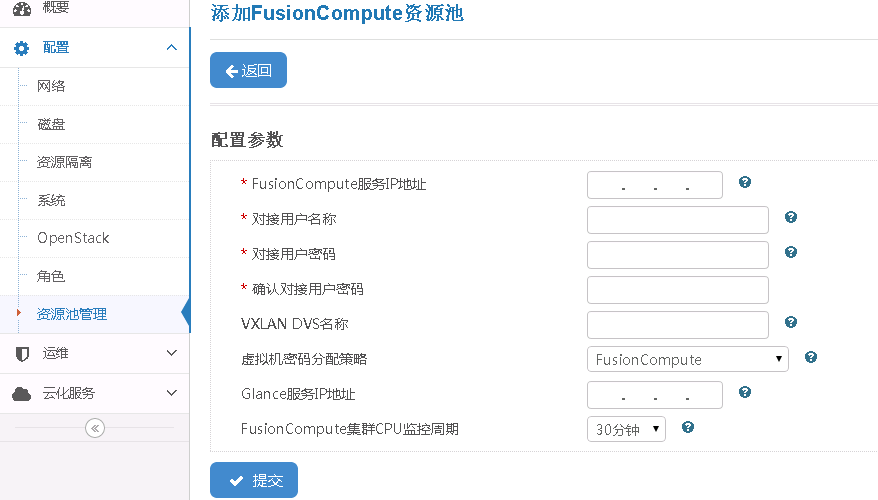 概要
配置
网络
磁盘
资源隔离
系统
OpenStack
角色
资源池管理
运维
云化服务
添加FusionCompute资源池
返回
配置参数
* FusionCompute服务IP地址
* 对接用户名称
* 对接用户密码
* 确认对接用户密码
VXLAN DVS名称
虚拟机密码分配策略 FusionCompute
Glance服务IP地址
FusionCompute集群CPU监控周期 30分钟
提交